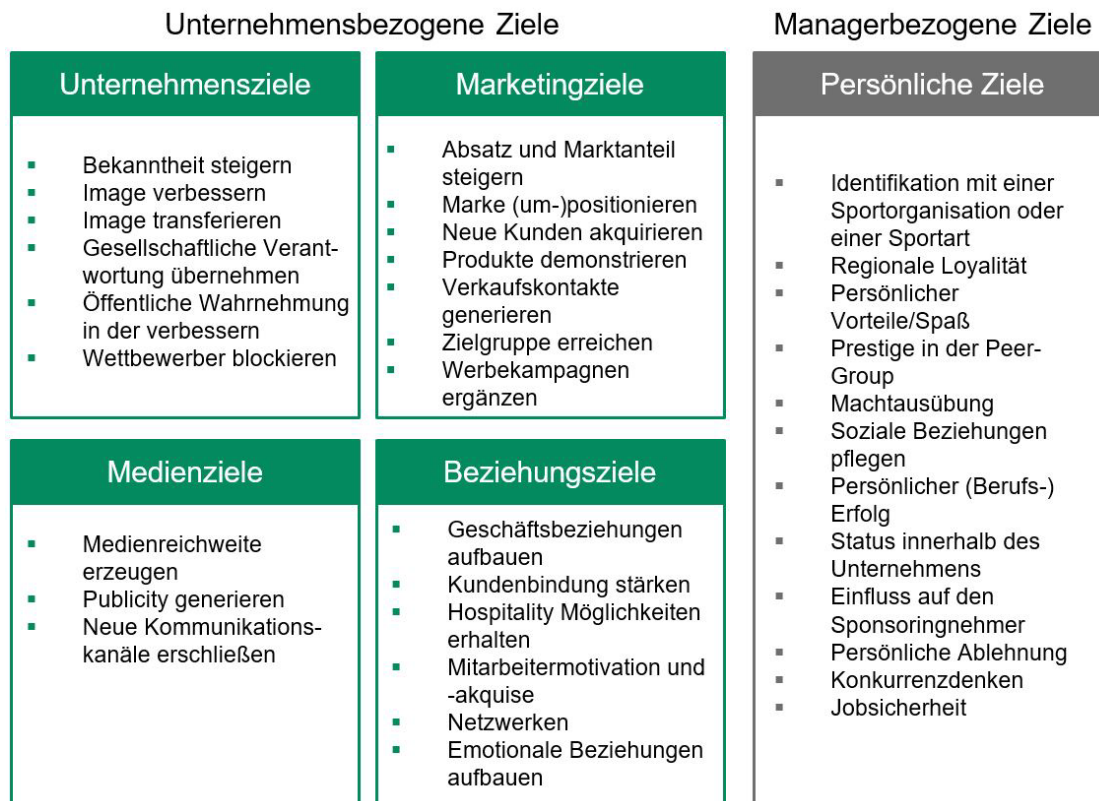 Unternehmensbezogene Ziele
Managerbezogene Ziele
Unternehmensziele
Bekanntheit steigern
Image verbessern
Image transferieren
Gesellschaftliche Verant-
wortung übernehmen
Öffentliche Wahrnehmung
in der verbessern
Wettbewerber blockieren
Marketingziele
Absatz und Marktanteil
steigern
Marke (um-)positionieren
Neue Kunden akquirieren
Produkte demonstrieren
Verkaufskontakte
generieren
Zielgruppe erreichen
Werbekampagnen
ergänzen
Medienziele
Medienreichweite
erzeugen
Publicity generieren
Neue Kommunikations-
kanäle erschließen
Beziehungsziele
Geschäftsbeziehungen
aufbauen
Kundenbindung stärken
Hospitality Möglichkeiten
erhalten
Mitarbeitermotivation und
-akquise
Netzwerken
Emotionale Beziehungen
aufbauen
Persönliche Ziele
Identifikation mit einer
Sportorganisation oder
einer Sportart
Regionale Loyalität
Persönlicher
Vorteile/Spaß
Prestige in der Peer-
Group
Machtausübung
Soziale Beziehungen
pflegen
Persönlicher (Berufs-)
Erfolg
Status innerhalb des
Unternehmens
Einfluss auf den
Sponsoringnehmer
Persönliche Ablehnung
Konkurrenzdenken
Jobsicherheit